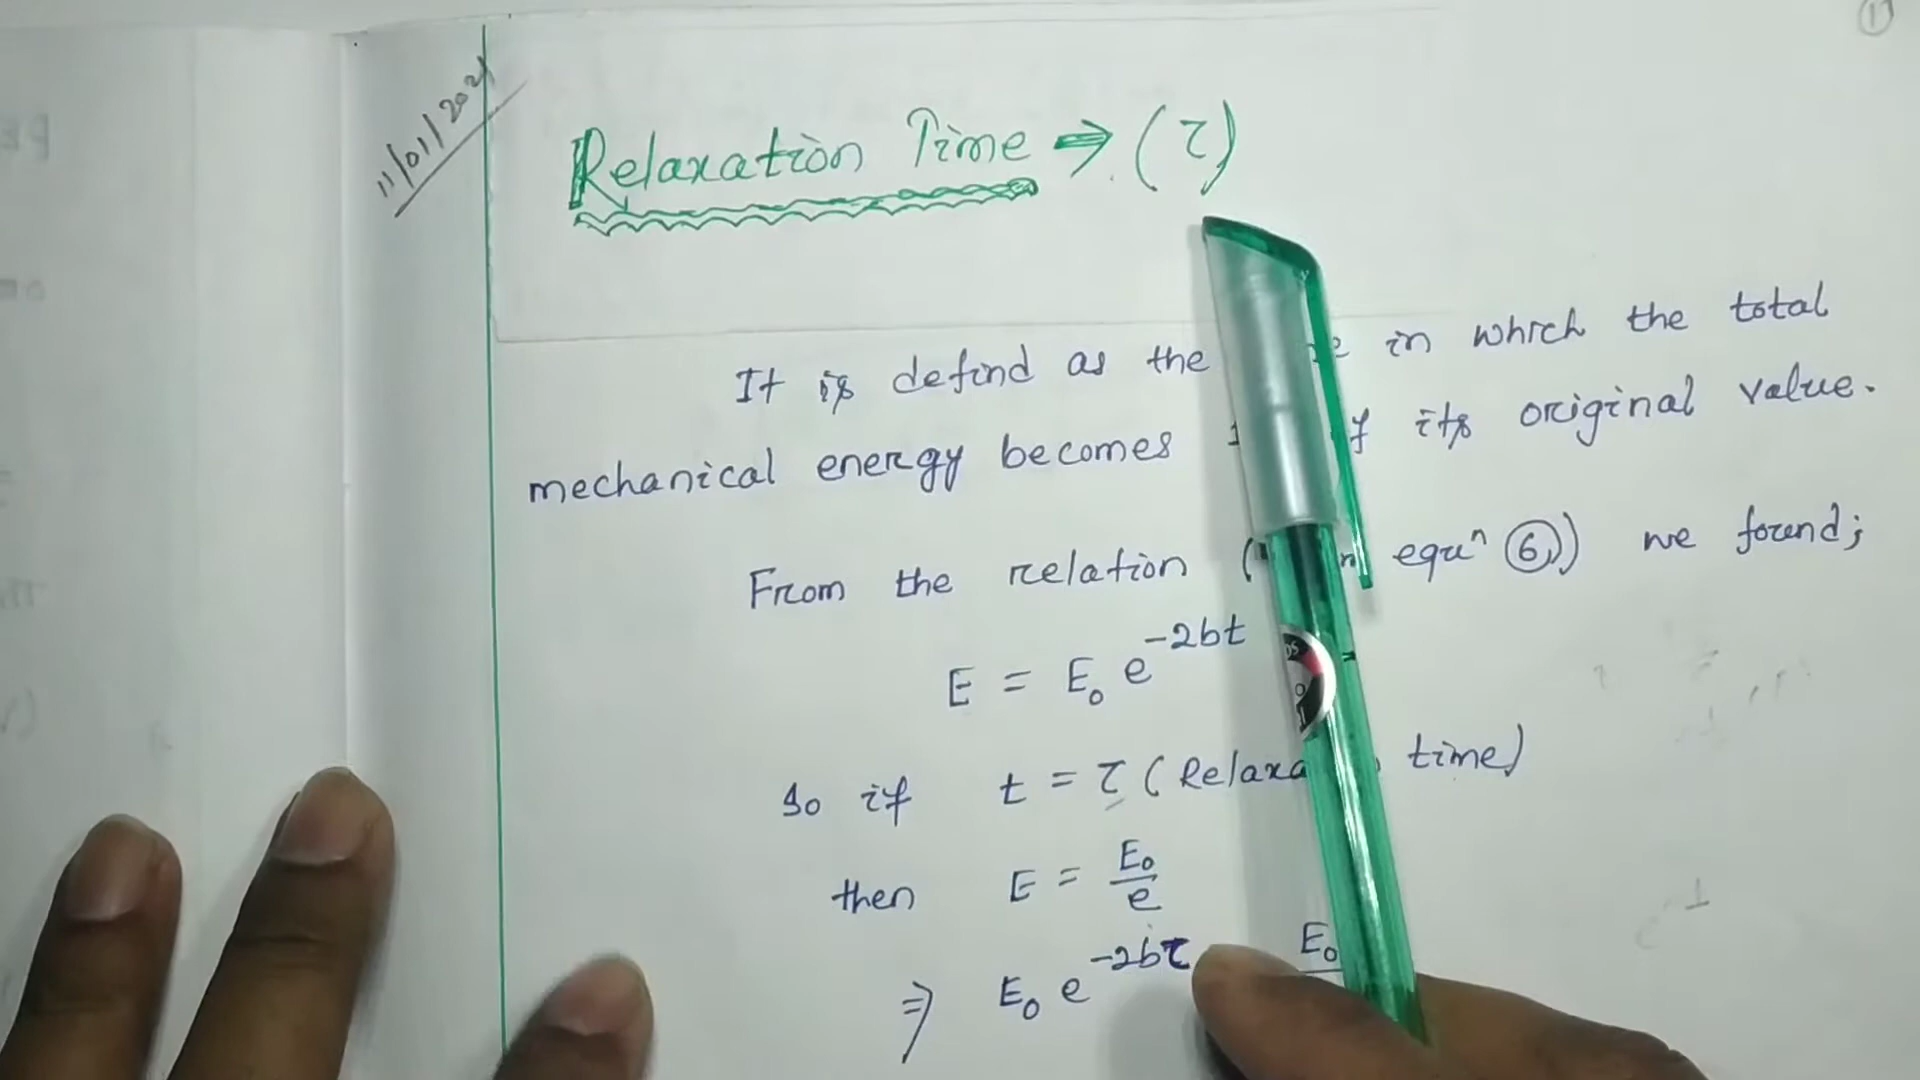 11/01/2021
Relaxation Time ⇒ (τ)
It is defind as the in which the total
mechanical energy becomes its original value.
From the relation ( equⁿ ⑥)) we found;
E = E₀ e^-2bt
so if t = τ (Relaxa time)
then E = E₀/e
⇒ E₀ e^-2bτ E₀